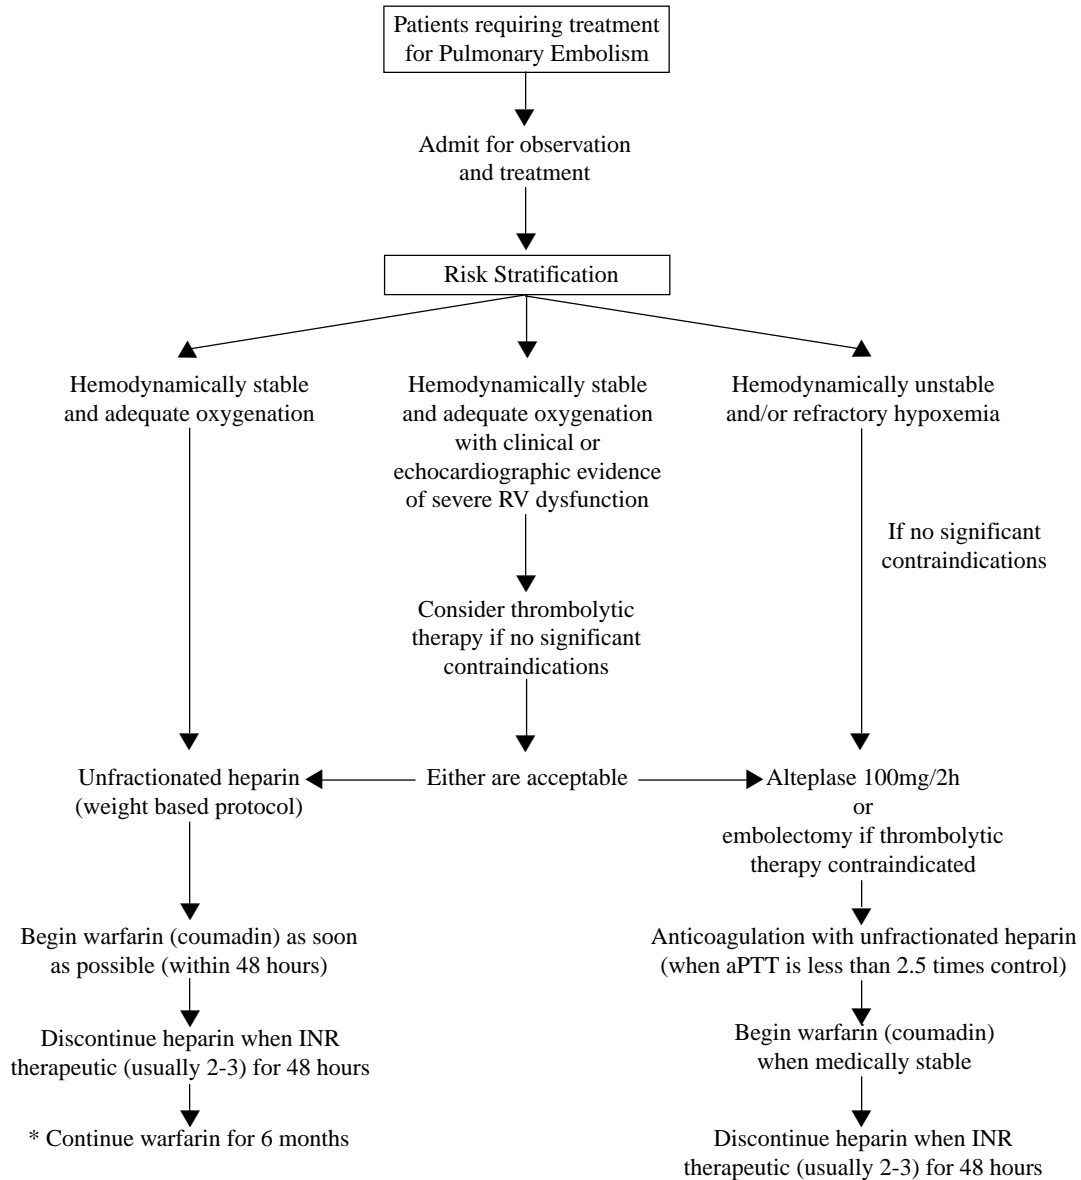 Patients requiring treatment
for Pulmonary Embolism
Admit for observation
and treatment
Risk Stratification
Hemodynamically stable
and adequate oxygenation
Hemodynamically stable
and adequate oxygenation
with clinical or
echocardiographic evidence
of severe RV dysfunction
Hemodynamically unstable
and/or refractory hypoxemia
If no significant
contraindications
Consider thrombolytic
therapy if no significant
contraindications
Unfractionated heparin
(weight based protocol)
Either are acceptable
Alteplase 100mg/2h
or
embolectomy if thrombolytic
therapy contraindicated
Begin warfarin (coumadin) as soon
as possible (within 48 hours)
Anticoagulation with unfractionated heparin
(when aPTT is less than 2.5 times control)
Discontinue heparin when INR
therapeutic (usually 2-3) for 48 hours
Begin warfarin (coumadin)
when medically stable
* Continue warfarin for 6 months
Discontinue heparin when INR
therapeutic (usually 2-3) for 48 hours